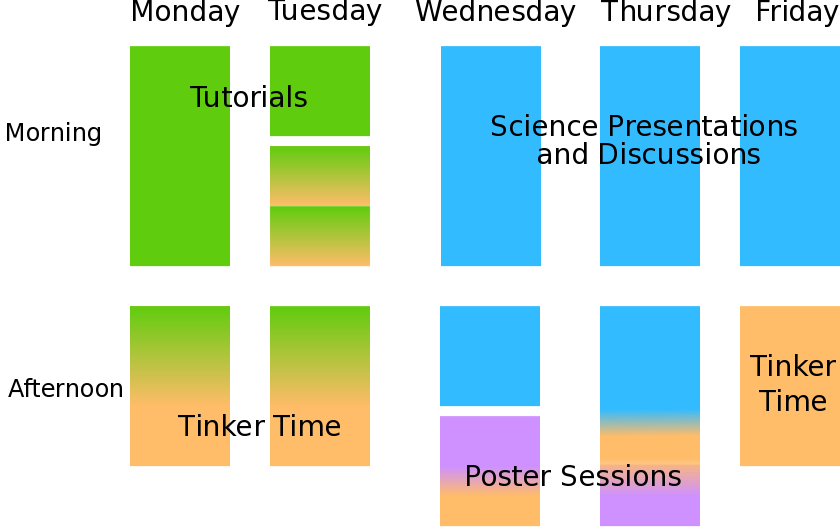 Monday
Tuesday
Wednesday
Thursday
Friday
Morning
Tutorials
Science Presentations
and Discussions
Afternoon
Tinker Time
Poster Sessions
Tinker
Time